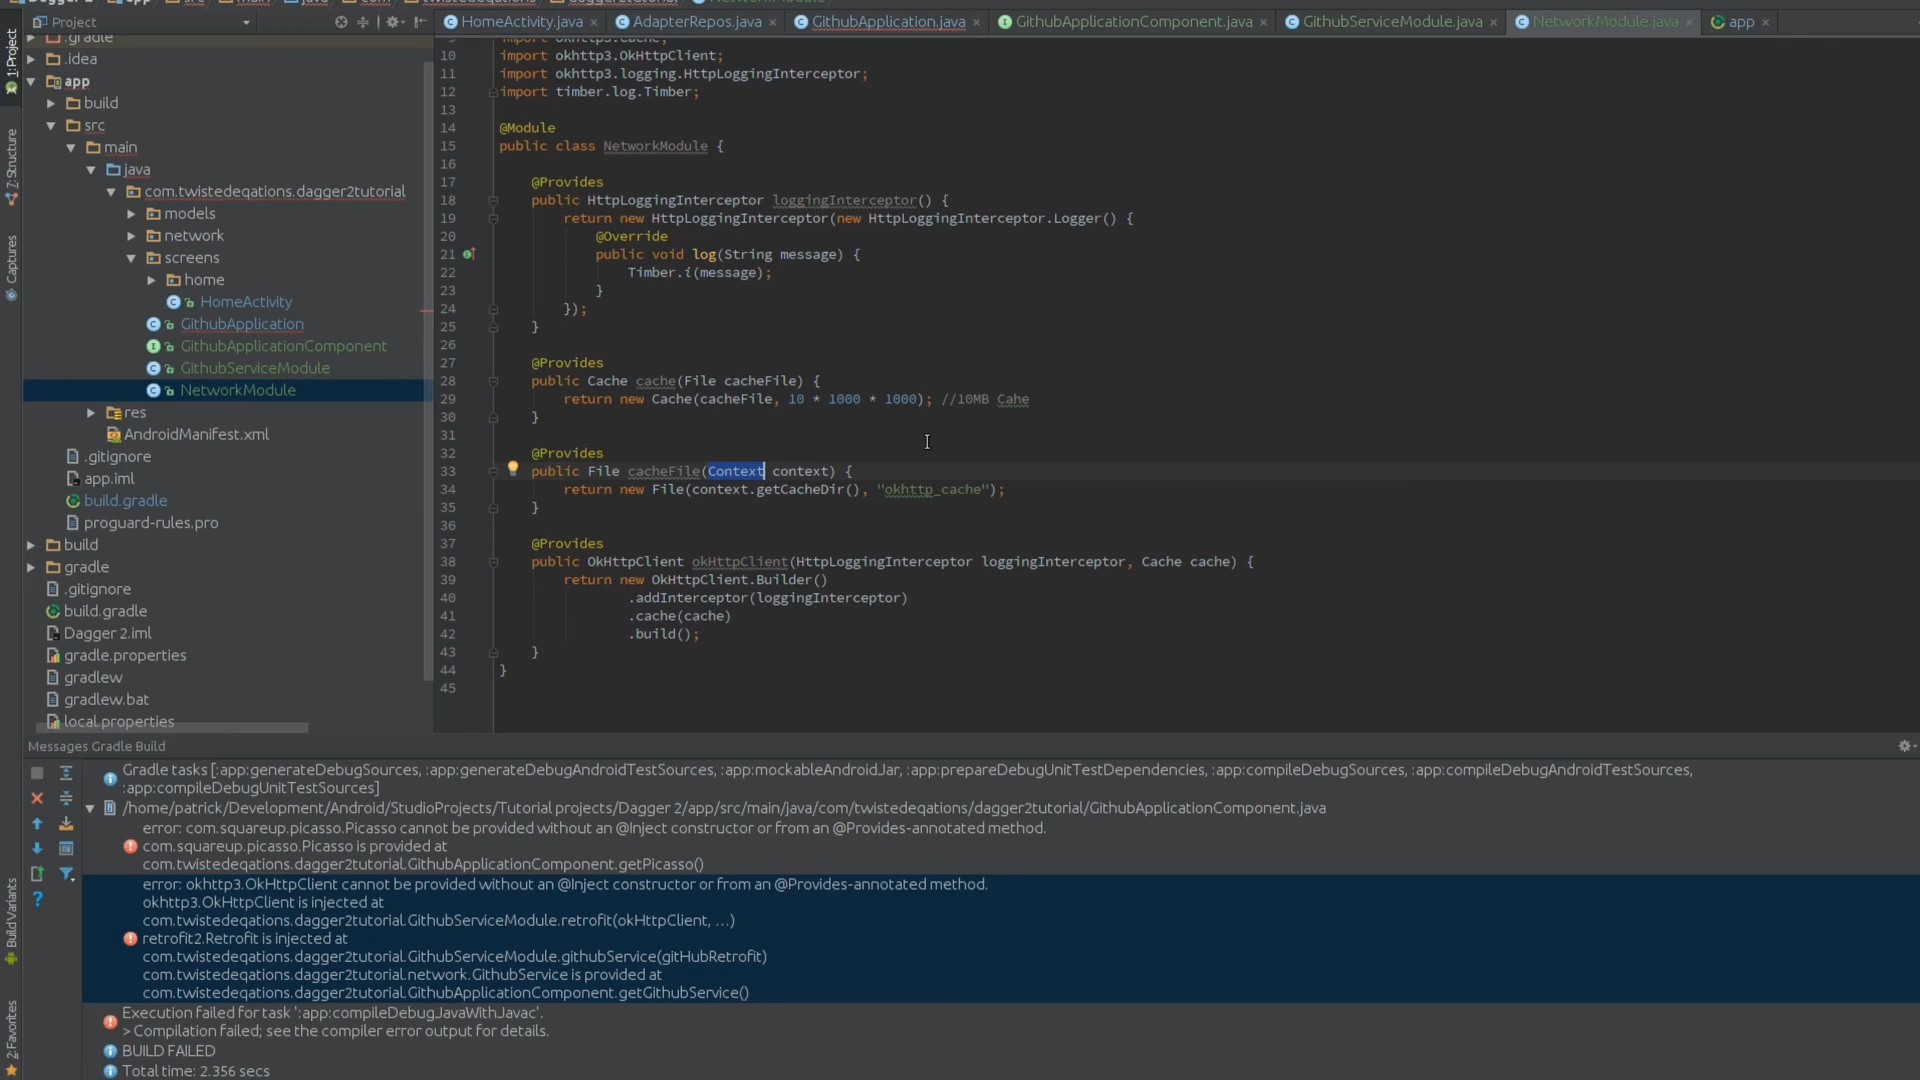 Project
HomeActivity.java
AdapterRepos.java
GithubApplication.java
GithubApplicationComponent.java
GithubServiceModule.java
NetworkModule.java
app
1: Project
7: Structure
Captures
Build Variants
2: Favorites
.gradle
.idea
app
build
src
main
java
com.twistedeqations.dagger2tutorial
models
network
screens
home
HomeActivity
GithubApplication
GithubApplicationComponent
GithubServiceModule
NetworkModule
res
AndroidManifest.xml
.gitignore
app.iml
build.gradle
proguard-rules.pro
build
gradle
.gitignore
build.gradle
Dagger 2.iml
gradle.properties
gradlew
gradlew.bat
local.properties
9 import okhttp3.Cache;
10 import okhttp3.OkHttpClient;
11 import okhttp3.logging.HttpLoggingInterceptor;
12 import timber.log.Timber;
13
14 @Module
15 public class NetworkModule {
16
17 @Provides
18 public HttpLoggingInterceptor loggingInterceptor() {
19 return new HttpLoggingInterceptor(new HttpLoggingInterceptor.Logger() {
20 @Override
21 public void log(String message) {
22 Timber.i(message);
23 }
24 });
25 }
26
27 @Provides
28 public Cache cache(File cacheFile) {
29 return new Cache(cacheFile, 10 * 1000 * 1000); //10MB Cahe
30 }
31
32 @Provides
33 public File cacheFile(Context context) {
34 return new File(context.getCacheDir(), "okhttp_cache");
35 }
36
37 @Provides
38 public OkHttpClient okHttpClient(HttpLoggingInterceptor loggingInterceptor, Cache cache) {
39 return new OkHttpClient.Builder()
40 .addInterceptor(loggingInterceptor)
41 .cache(cache)
42 .build();
43 }
44 }
45
Messages Gradle Build
Gradle tasks [:app:generateDebugSources, :app:generateDebugAndroidTestSources, :app:mockableAndroidJar, :app:prepareDebugUnitTestDependencies, :app:compileDebugSources, :app:compileDebugAndroidTestSources,
:app:compileDebugUnitTestSources]
/home/patrick/Development/Android/StudioProjects/Tutorial projects/Dagger 2/app/src/main/java/com/twistedeqations/dagger2tutorial/GithubApplicationComponent.java
error: com.squareup.picasso.Picasso cannot be provided without an @Inject constructor or from an @Provides-annotated method.
com.squareup.picasso.Picasso is provided at
com.twistedeqations.dagger2tutorial.GithubApplicationComponent.getPicasso()
error: okhttp3.OkHttpClient cannot be provided without an @Inject constructor or from an @Provides-annotated method.
okhttp3.OkHttpClient is injected at
com.twistedeqations.dagger2tutorial.GithubServiceModule.retrofit(okHttpClient, …)
retrofit2.Retrofit is injected at
com.twistedeqations.dagger2tutorial.GithubServiceModule.githubService(gitHubRetrofit)
com.twistedeqations.dagger2tutorial.network.GithubService is provided at
com.twistedeqations.dagger2tutorial.GithubApplicationComponent.getGithubService()
Execution failed for task ':app:compileDebugJavaWithJavac'.
> Compilation failed; see the compiler error output for details.
BUILD FAILED
Total time: 2.356 secs